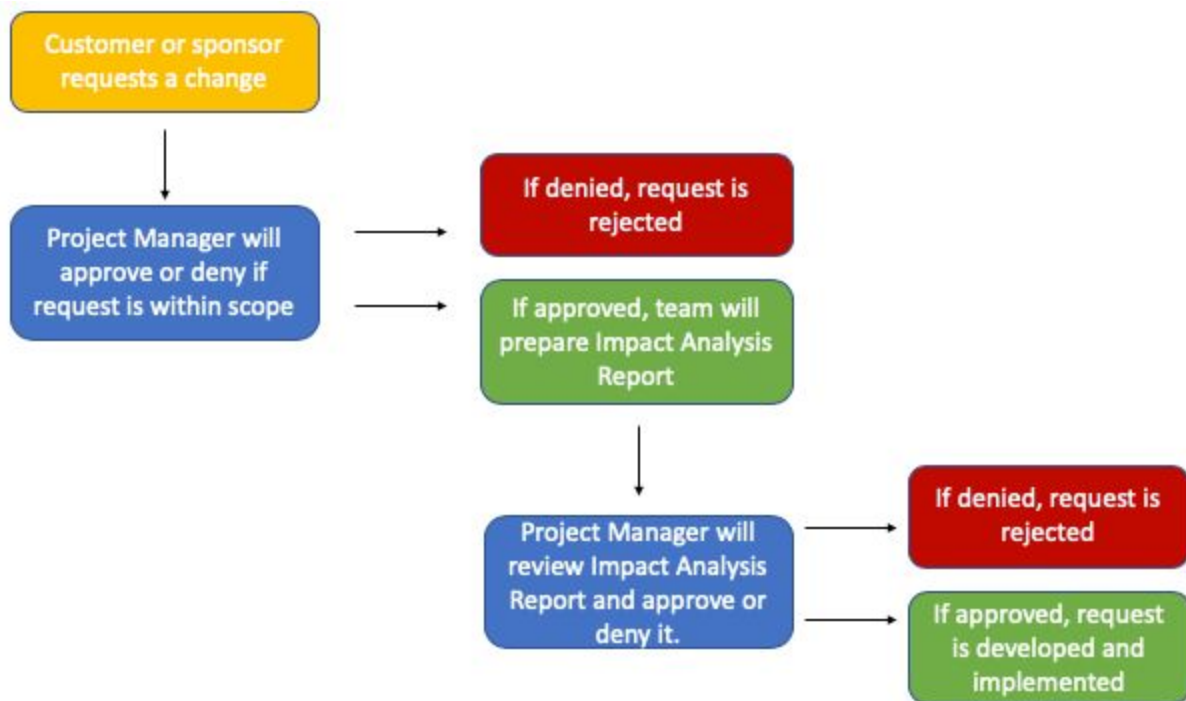 Customer or sponsor
requests a change
Project Manager will
approve or deny if
request is within scope
If denied, request is
rejected
If approved, team will
prepare Impact Analysis
Report
Project Manager will
review Impact Analysis
Report and approve or
deny it.
If denied, request is
rejected
If approved, request
is developed and
implemented